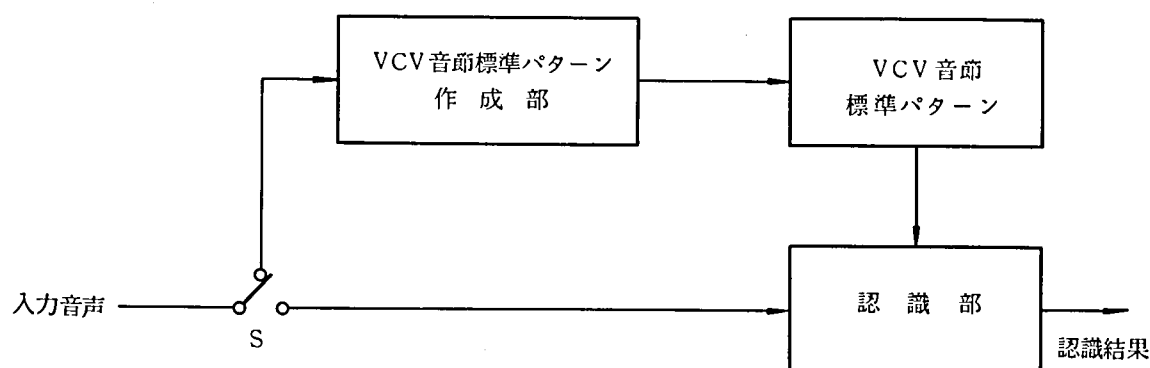 VCV音節標準パターン
作成部
VCV音節
標準パターン
入力音声
S
認識部
認識結果